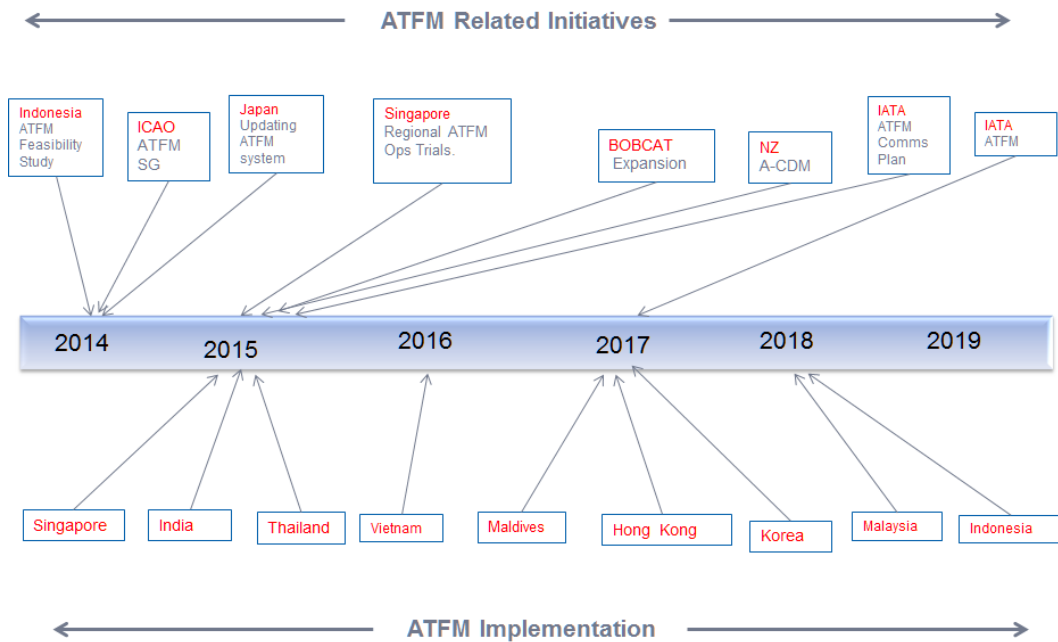 ATFM Related Initiatives
Indonesia
ATFM
Feasibility
Study
ICAO
ATFM
SG
Japan
Updating
ATFM
system
Singapore
Regional ATFM
Ops Trials.
BOBCAT
Expansion
NZ
A-CDM
IATA
ATFM
Comms
Plan
IATA
ATFM
2014
2015
2016
2017
2018
2019
Singapore
India
Thailand
Vietnam
Maldives
Hong Kong
Korea
Malaysia
Indonesia
ATFM Implementation